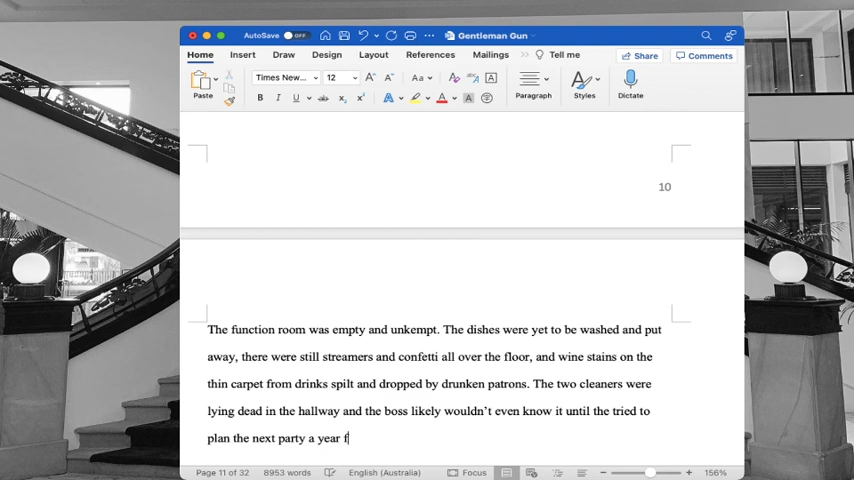 AutoSave OFF Gentleman Gun
Home Insert Draw Design Layout References Mailings Tell me Share Comments
Paste Times New... 12 Aa Paragraph Styles Dictate
B I U ab x₂ x² A A A
10
The function room was empty and unkempt. The dishes were yet to be washed and put
away, there were still streamers and confetti all over the floor, and wine stains on the
thin carpet from drinks spilt and dropped by drunken patrons. The two cleaners were
lying dead in the hallway and the boss likely wouldn't even know it until the tried to
plan the next party a year f
Page 11 of 32 8953 words English (Australia) Focus 156%